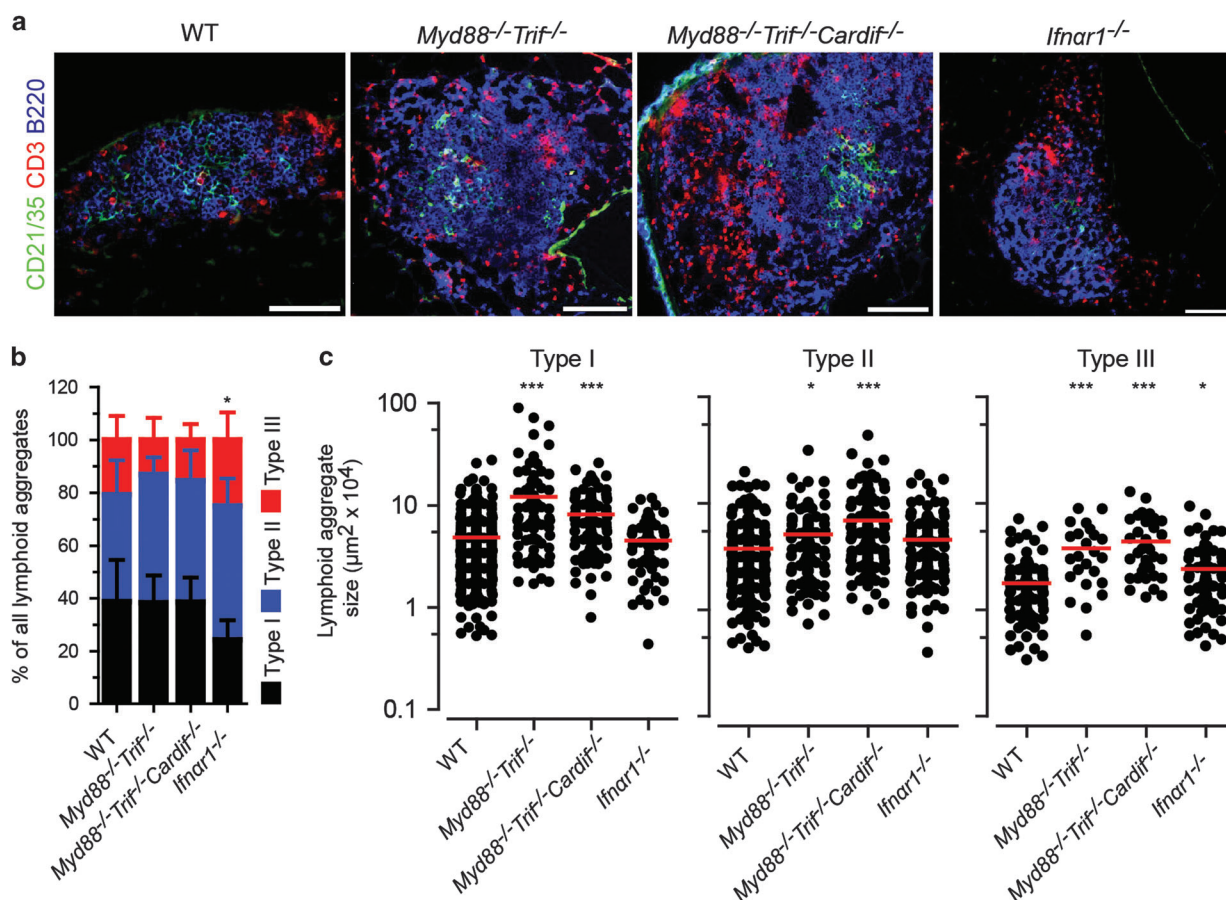 a
WT
Myd88-/-Trif-/-
Myd88-/-Trif-/-Cardif-/-
Ifnαr1-/-
CD21/35 CD3 B220
b
% of all lymphoid aggregates
120
100
80
60
40
20
0
*
WT
Myd88-/-Trif-/-
Myd88-/-Trif-/-Cardif-/-
Ifnαr1-/-
Type I
Type II
Type III
c
Type I
Type II
Type III
*** ***
* ***
*** *** *
Lymphoid aggregate
size (µm2 x 104)
100
10
1
0.1
WT
Myd88-/-Trif-/-
Myd88-/-Trif-/-Cardif-/-
Ifnαr1-/-
WT
Myd88-/-Trif-/-
Myd88-/-Trif-/-Cardif-/-
Ifnαr1-/-
WT
Myd88-/-Trif-/-
Myd88-/-Trif-/-Cardif-/-
Ifnαr1-/-